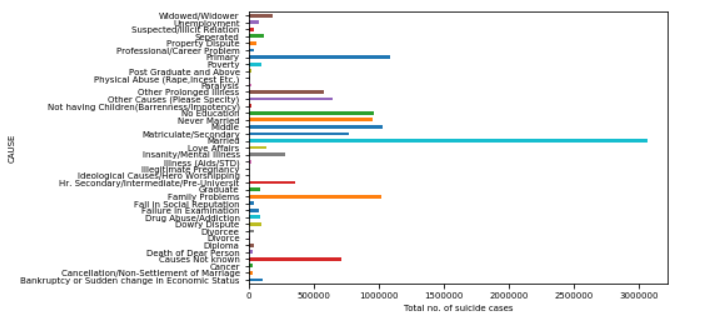 Widowed/Widower
Unemployment
Suspected/Illicit Relation
Seperated
Property Dispute
Professional/Career Problem
Primary
Poverty
Post Graduate and Above
Physical Abuse (Rape,Incest Etc.)
Paralysis
Other Prolonged Illness
Other Causes (Please Specity)
Not having Children(Barrenness/Impotency)
No Education
Never Married
Middle
Matriculate/Secondary
Married
Love Affairs
Insanity/Mental Illness
Illness (Aids/STD)
Illegitimate Pregnancy
Ideological Causes/Hero Worshipping
Hr. Secondary/Intermediate/Pre-Universit
Graduate
Family Problems
Fall in Social Reputation
Failure in Examination
Drug Abuse/Addiction
Dowry Dispute
Divorcee
Divorce
Diploma
Death of Dear Person
Causes Not known
Cancer
Cancellation/Non-Settlement of Marriage
Bankruptcy or Sudden change in Economic Status
CAUSE
0 500000 1000000 1500000 2000000 2500000 3000000
Total no. of suicide cases